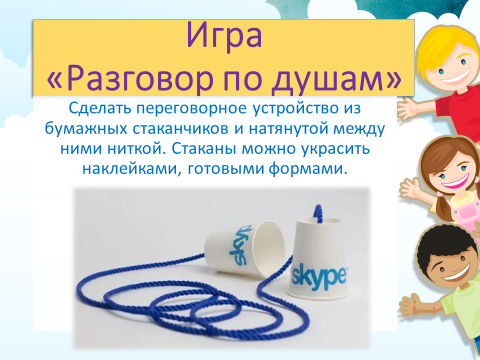 Игра
«Разговор по душам»
Сделать переговорное устройство из
бумажных стаканчиков и натянутой между
ними ниткой. Стаканы можно украсить
наклейками, готовыми формами.
skype
skype